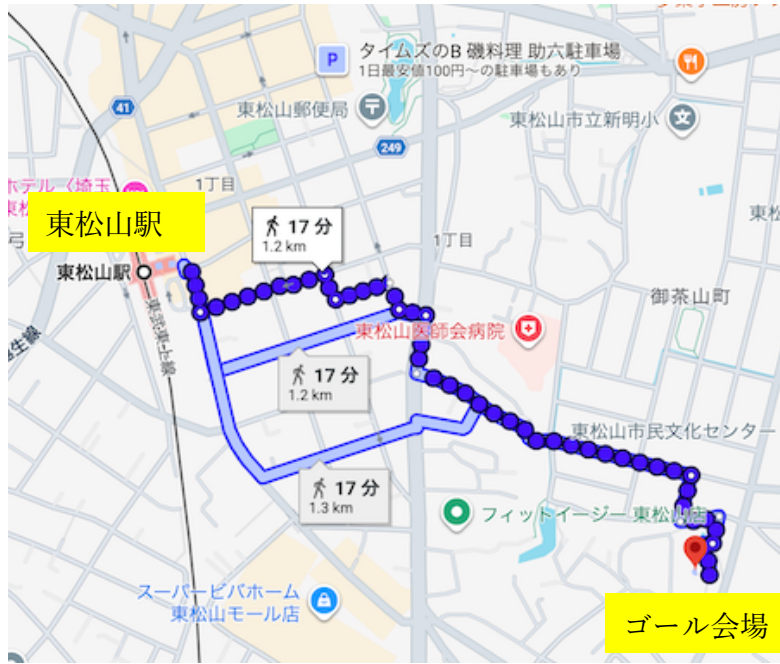 P
タイムズのB 磯料理 助六駐車場
1日最安値100円〜の駐車場もあり
41
東松山郵便局
東松山市立新明小
249
1丁目
東松山駅
17 分
1.2 km
1丁目
東松山駅
東武東上線
御茶山町
東松山医師会病院
17 分
1.2 km
東松山市民文化センター
17 分
1.3 km
フィットイージー 東松山店
スーパービバホーム
東松山モール店
ゴール会場